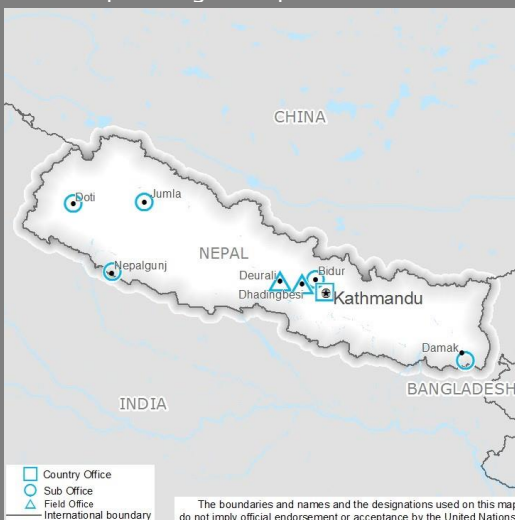 CHINA
Doti
Jumla
NEPAL
Nepalgunj
Deurali
Bidur
Dhadingbesi
Kathmandu
Damak
BANGLADESH
INDIA
Country Office
Sub Office
Field Office
International boundary
The boundaries and names and the designations used on this map
do not imply official endorsement or acceptance by the United Nations.